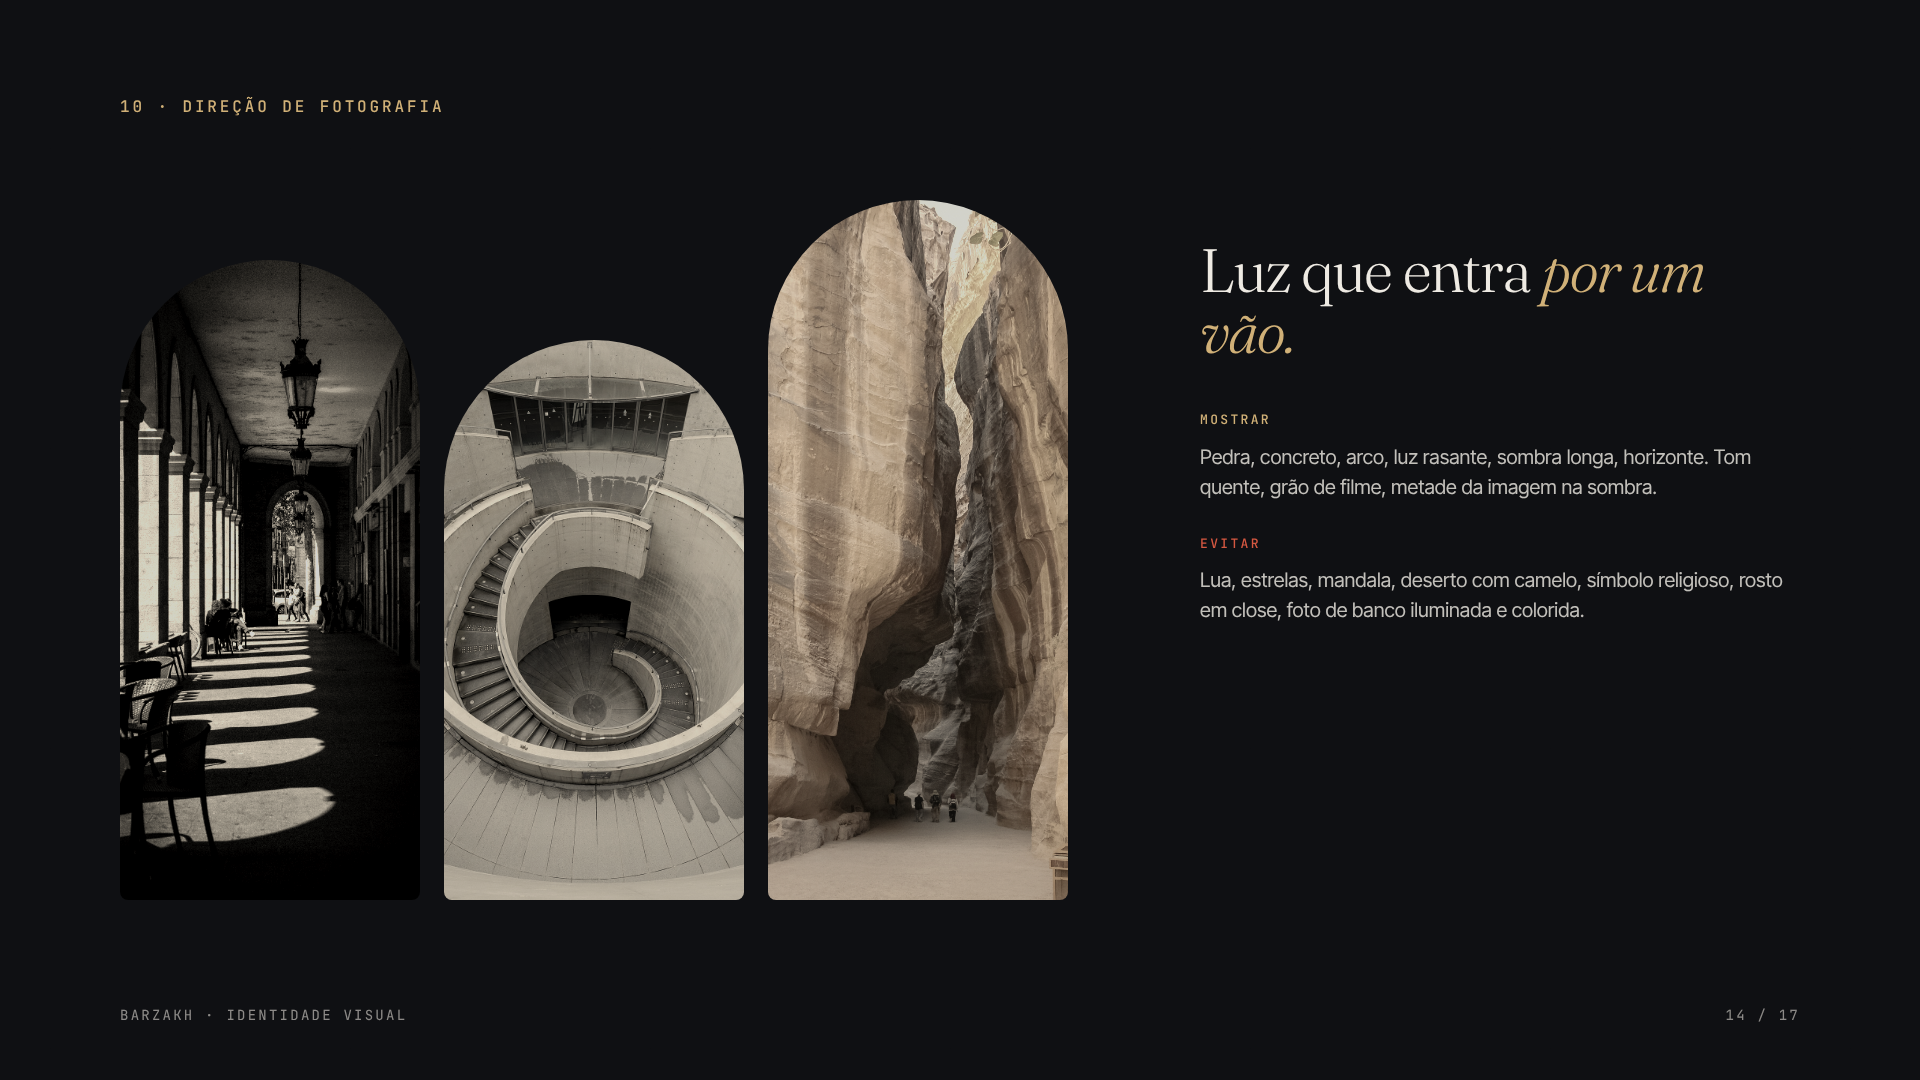 10 · DIREÇÃO DE FOTOGRAFIA
Luz que entra por um
vão.
MOSTRAR
Pedra, concreto, arco, luz rasante, sombra longa, horizonte. Tom
quente, grão de filme, metade da imagem na sombra.
EVITAR
Lua, estrelas, mandala, deserto com camelo, símbolo religioso, rosto
em close, foto de banco iluminada e colorida.
BARZAKH · IDENTIDADE VISUAL
14 / 17